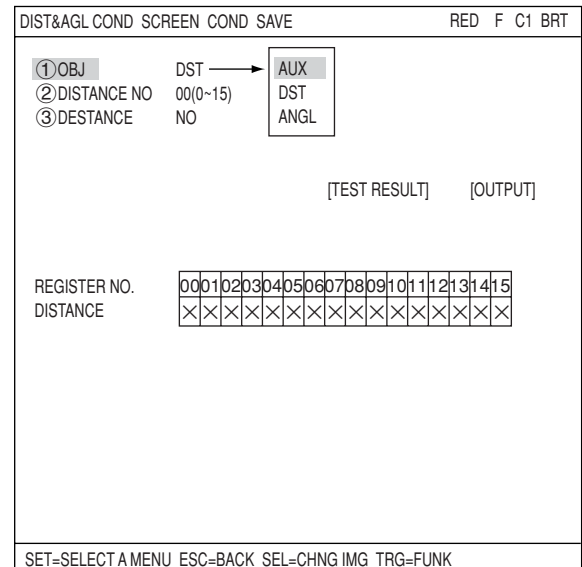 DIST&AGL COND SCREEN COND SAVE RED F C1 BRT
①OBJ DST AUX
②DISTANCE NO 00(0~15) DST
③DESTANCE NO ANGL
[TEST RESULT] [OUTPUT]
REGISTER NO. 00 01 02 03 04 05 06 07 08 09 10 11 12 13 14 15
DISTANCE × × × × × × × × × × × × × × × ×
SET=SELECT A MENU ESC=BACK SEL=CHNG IMG TRG=FUNK